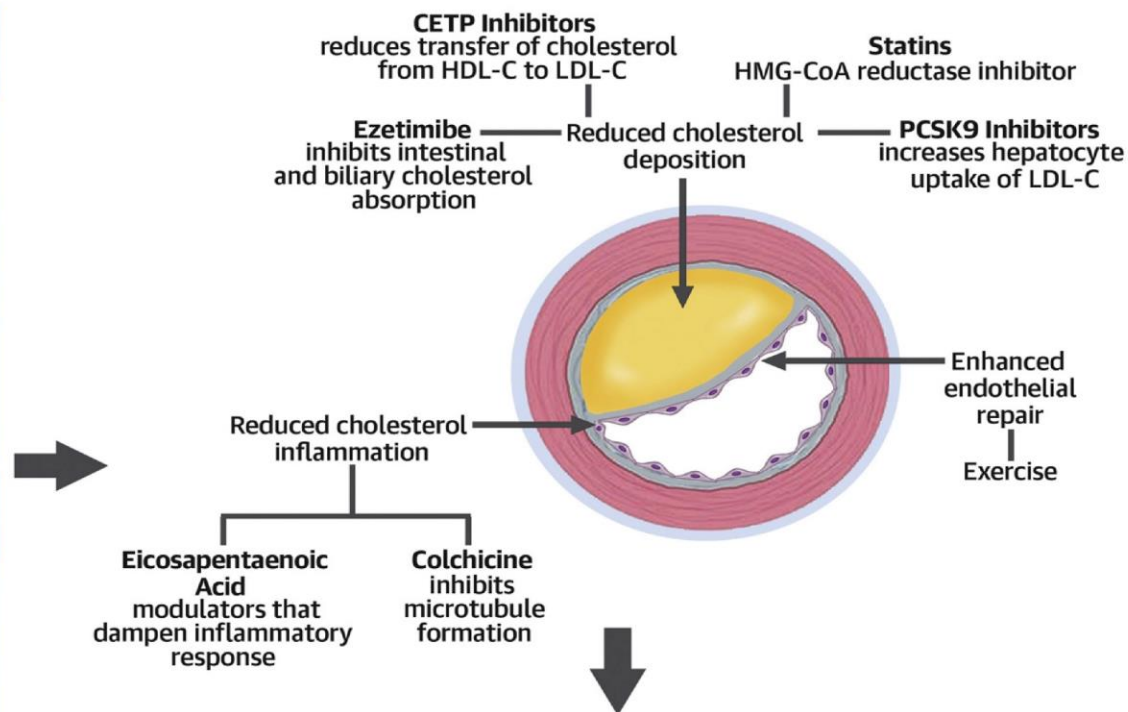 CETP Inhibitors
reduces transfer of cholesterol
from HDL-C to LDL-C
Statins
HMG-CoA reductase inhibitor
Ezetimibe
inhibits intestinal
and biliary cholesterol
absorption
Reduced cholesterol
deposition
PCSK9 Inhibitors
increases hepatocyte
uptake of LDL-C
Enhanced
endothelial
repair
Exercise
Reduced cholesterol
inflammation
Eicosapentaenoic
Acid
modulators that
dampen inflammatory
response
Colchicine
inhibits
microtubule
formation